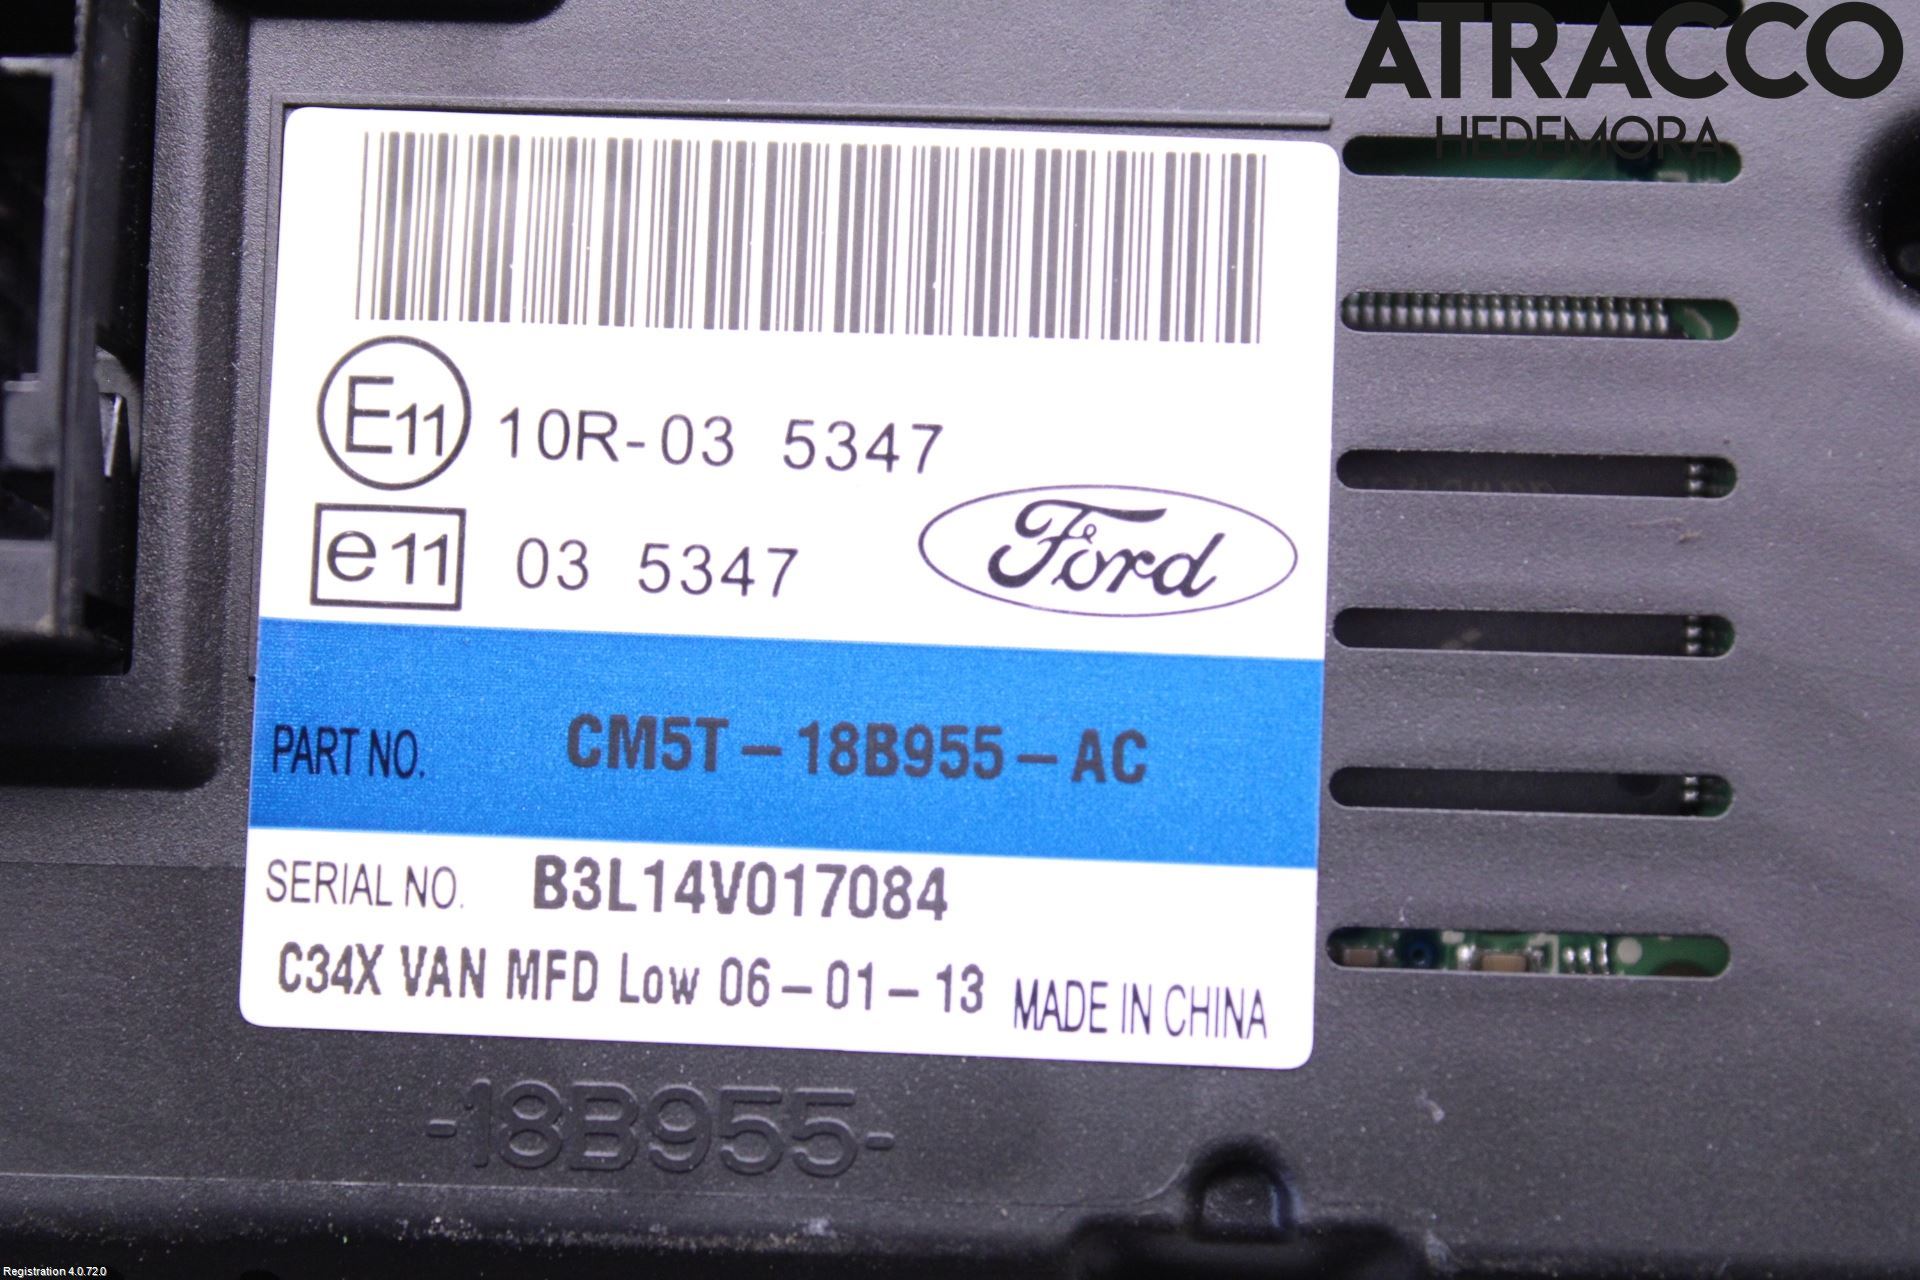 ATRACCO
HEDEMORA
E11 10R-03 5347
e11 03 5347
Ford
PART NO. CM5T-18B955-AC
SERIAL NO. B3L14V017084
C34X VAN MFD Low 06-01-13 MADE IN CHINA
-18B955-
Registration 4.0.72.0